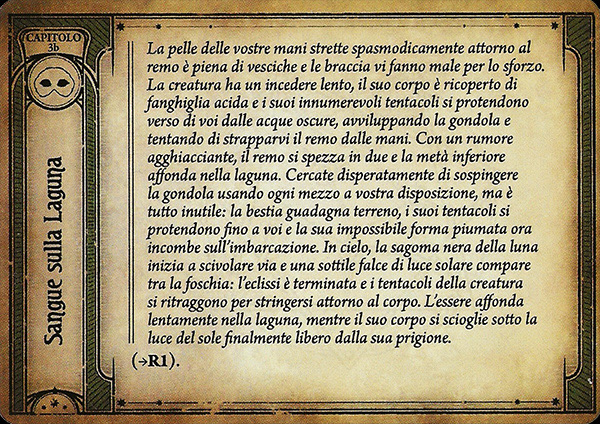 CAPITOLO
3b
Sangue sulla Laguna
La pelle delle vostre mani strette spasmodicamente attorno al
remo è piena di vesciche e le braccia vi fanno male per lo sforzo.
La creatura ha un incedere lento, il suo corpo è ricoperto di
fanghiglia acida e i suoi innumerevoli tentacoli si protendono
verso di voi dalle acque oscure, avviluppando la gondola e
tentando di strapparvi il remo dalle mani. Con un rumore
agghiacciante, il remo si spezza in due e la metà inferiore
affonda nella laguna. Cercate disperatamente di sospingere
la gondola usando ogni mezzo a vostra disposizione, ma è
tutto inutile: la bestia guadagna terreno, i suoi tentacoli si
protendono fino a voi e la sua impossibile forma piumata ora
incombe sull'imbarcazione. In cielo, la sagoma nera della luna
inizia a scivolare via e una sottile falce di luce solare compare
tra la foschia: l'eclissi è terminata e i tentacoli della creatura
si ritraggono per stringersi attorno al corpo. L'essere affonda
lentamente nella laguna, mentre il suo corpo si scioglie sotto la
luce del sole finalmente libero dalla sua prigione.
(→R1).